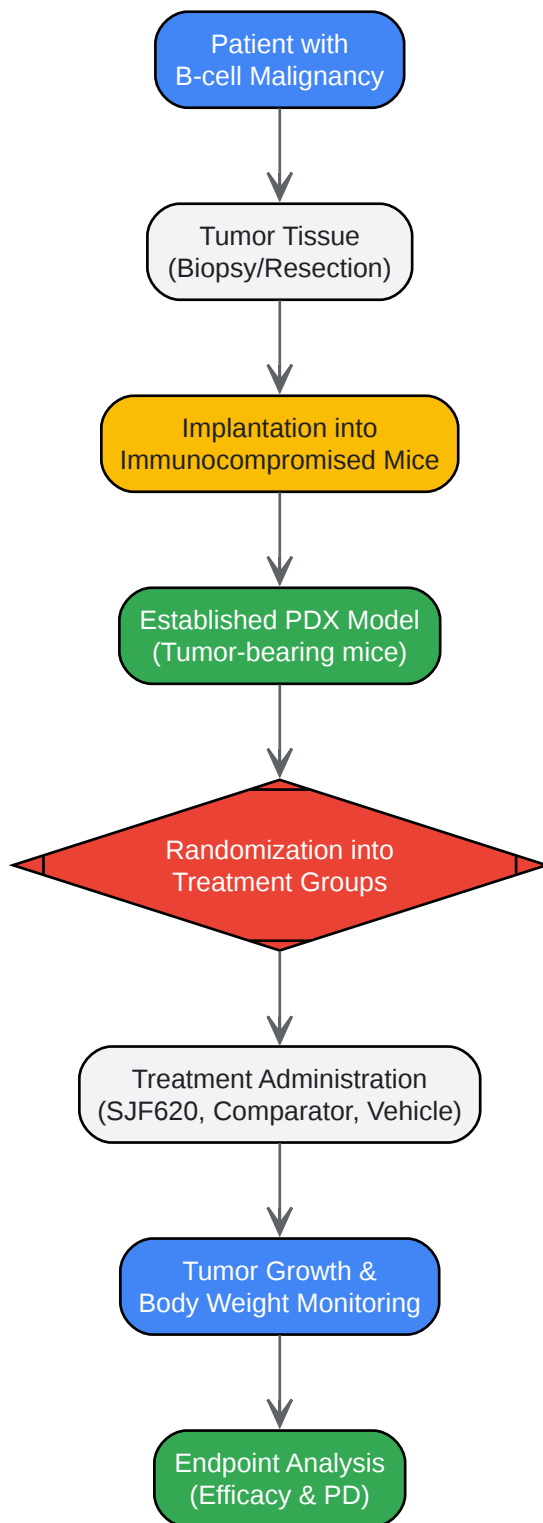 Patient with
B-cell Malignancy
Tumor Tissue
(Biopsy/Resection)
Implantation into
Immunocompromised Mice
Established PDX Model
(Tumor-bearing mice)
Randomization into
Treatment Groups
Treatment Administration
(SJF620, Comparator, Vehicle)
Tumor Growth &
Body Weight Monitoring
Endpoint Analysis
(Efficacy & PD)